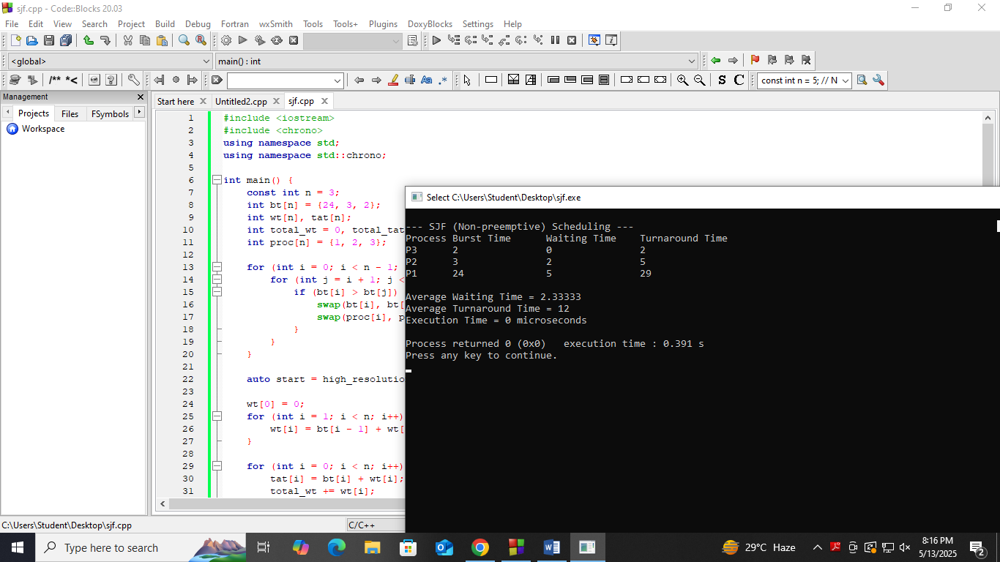 sjf.cpp - Code::Blocks 20.03
File Edit View Search Project Build Debug Fortran wxSmith Tools Tools+ Plugins DoxyBlocks Settings Help
<global>
main() : int
/** *< 
Aa .*
S C
const int n = 5; // N
Management
Projects Files FSymbols
Workspace
Start here Untitled2.cpp sjf.cpp
1 #include <iostream>
2 #include <chrono>
3 using namespace std;
4 using namespace std::chrono;
5
6 int main() {
7 const int n = 3;
8 int bt[n] = {24, 3, 2};
9 int wt[n], tat[n];
10 int total_wt = 0, total_tat
11 int proc[n] = {1, 2, 3};
12
13 for (int i = 0; i < n - 1;
14 for (int j = i + 1; j <
15 if (bt[i] > bt[j])
16 swap(bt[i], bt[
17 swap(proc[i], p
18 }
19 }
20 }
21
22 auto start = high_resolutio
23
24 wt[0] = 0;
25 for (int i = 1; i < n; i++)
26 wt[i] = bt[i - 1] + wt[
27 }
28
29 for (int i = 0; i < n; i++)
30 tat[i] = bt[i] + wt[i];
31 total_wt += wt[i];
Select C:\Users\Student\Desktop\sjf.exe
--- SJF (Non-preemptive) Scheduling ---
Process Burst Time Waiting Time Turnaround Time
P3 2 0 2
P2 3 2 5
P1 24 5 29
Average Waiting Time = 2.33333
Average Turnaround Time = 12
Execution Time = 0 microseconds
Process returned 0 (0x0) execution time : 0.391 s
Press any key to continue.
C:\Users\Student\Desktop\sjf.cpp
C/C++
Type here to search
29°C Haze
8:16 PM
5/13/2025
2